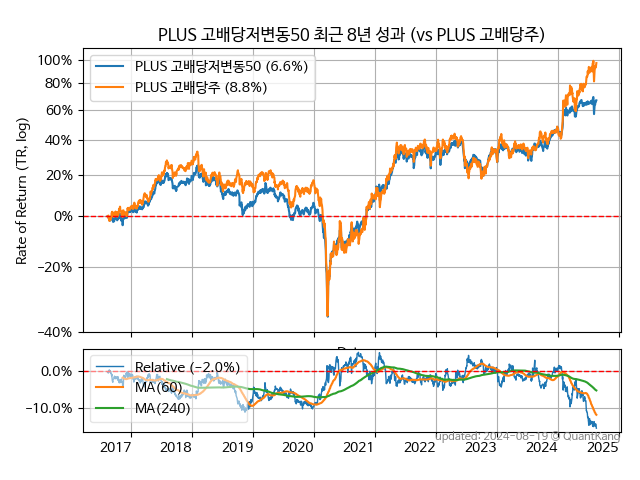 PLUS 고배당저변동50 최근 8년 성과 (vs PLUS 고배당주)
Rate of Return (TR, log)
100%
80%
60%
40%
20%
0%
−20%
−40%
PLUS 고배당저변동50 (6.6%)
PLUS 고배당주 (8.8%)
0.0%
−10.0%
Relative (−2.0%)
MA(60)
MA(240)
2017 2018 2019 2020 2021 2022 2023 2024 2025
updated: 2024-08-19 © QuantKang